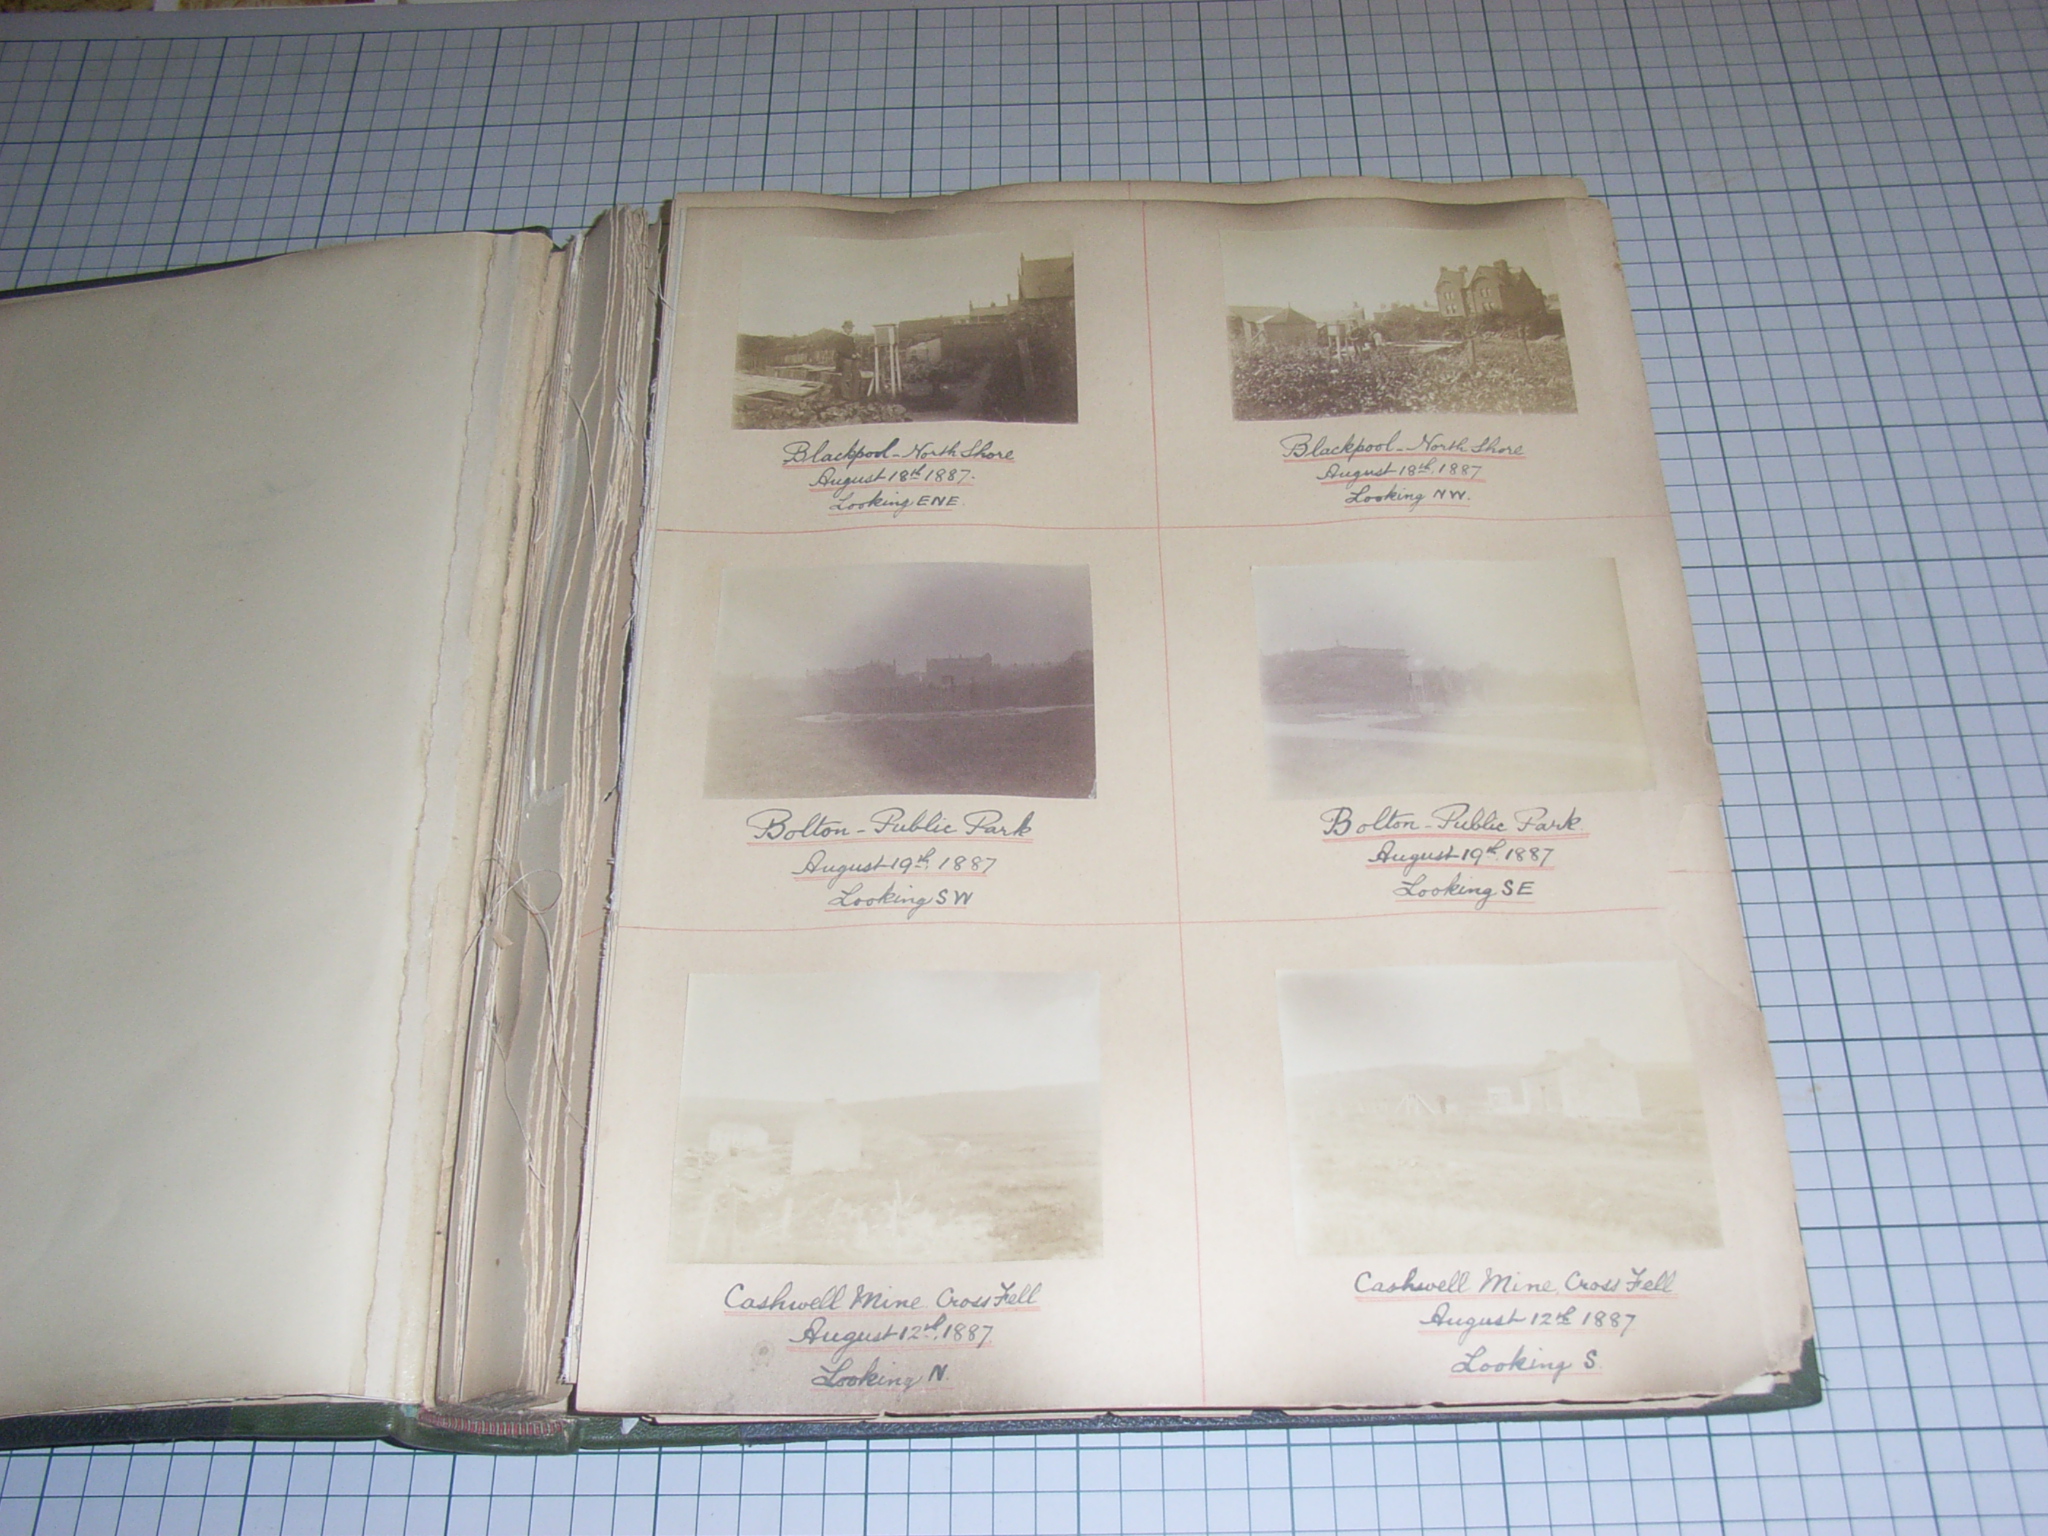 Blackpool - North Shore
August 18th 1887.
Looking ENE.
Blackpool - North Shore
August 18th, 1887
Looking NW.
Bolton - Public Park
August 19th, 1887
Looking SW
Bolton - Public Park.
August 19th, 1887
Looking SE
Cashwell Mine, Cross Fell
August 12th, 1887.
Looking N.
Cashwell Mine, Cross Fell
August 12th 1887
Looking S.